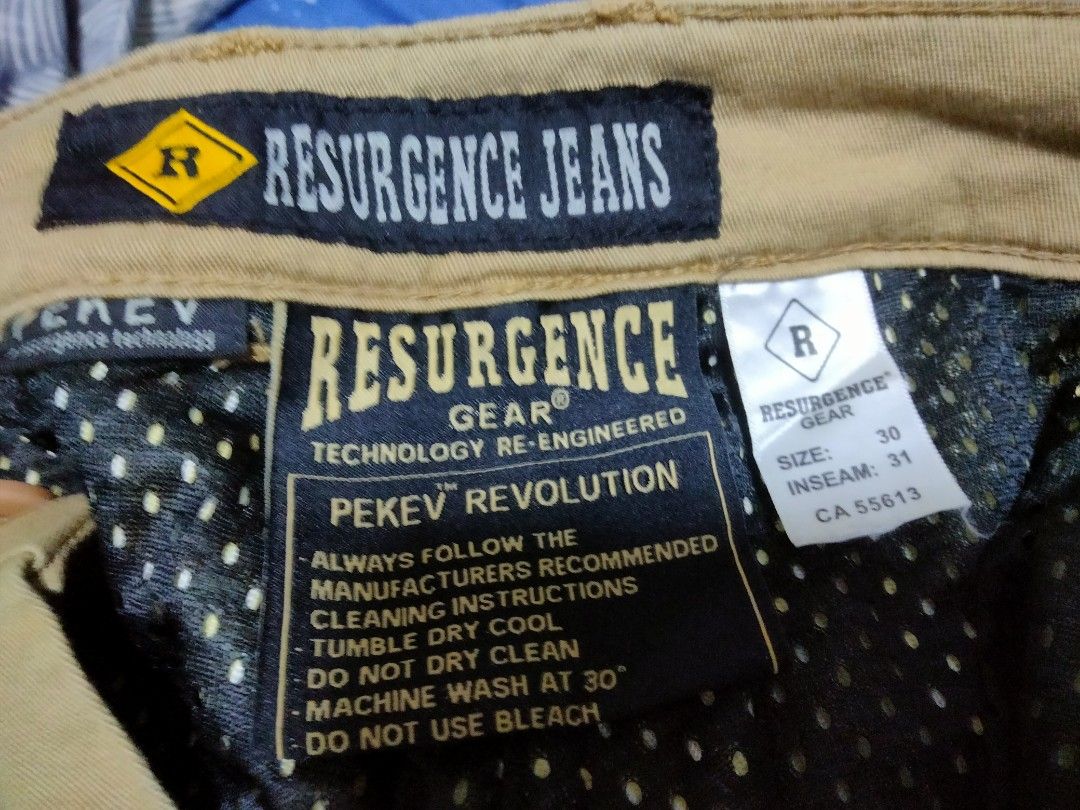 R RESURGENCE JEANS
PEKEV
technology
RESURGENCE
GEAR®
TECHNOLOGY RE-ENGINEERED
PEKEV™ REVOLUTION
-ALWAYS FOLLOW THE
MANUFACTURERS RECOMMENDED
CLEANING INSTRUCTIONS
-TUMBLE DRY COOL
-DO NOT DRY CLEAN
-MACHINE WASH AT 30°
-DO NOT USE BLEACH
R
RESURGENCE®
GEAR
SIZE: 30
INSEAM: 31
CA 55613